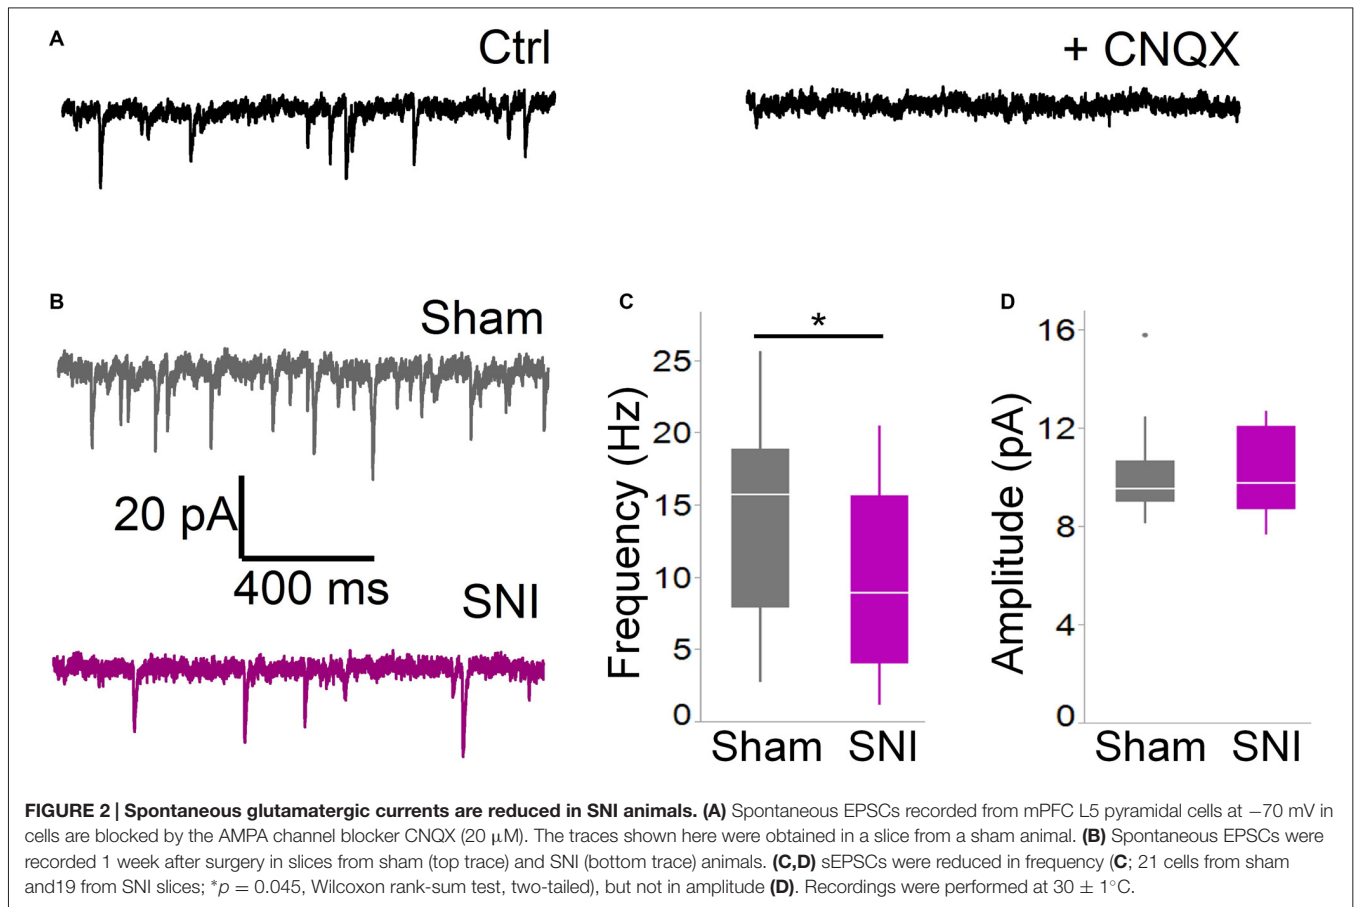 A
Ctrl
+ CNQX
B
Sham
20 pA
400 ms
SNI
C
*
Frequency (Hz)
25
20
15
10
5
0
Sham SNI
D
Amplitude (pA)
16
12
8
4
0
Sham SNI
FIGURE 2 | Spontaneous glutamatergic currents are reduced in SNI animals. (A) Spontaneous EPSCs recorded from mPFC L5 pyramidal cells at −70 mV in
cells are blocked by the AMPA channel blocker CNQX (20 μM). The traces shown here were obtained in a slice from a sham animal. (B) Spontaneous EPSCs were
recorded 1 week after surgery in slices from sham (top trace) and SNI (bottom trace) animals. (C,D) sEPSCs were reduced in frequency (C; 21 cells from sham
and19 from SNI slices; *p = 0.045, Wilcoxon rank-sum test, two-tailed), but not in amplitude (D). Recordings were performed at 30 ± 1°C.